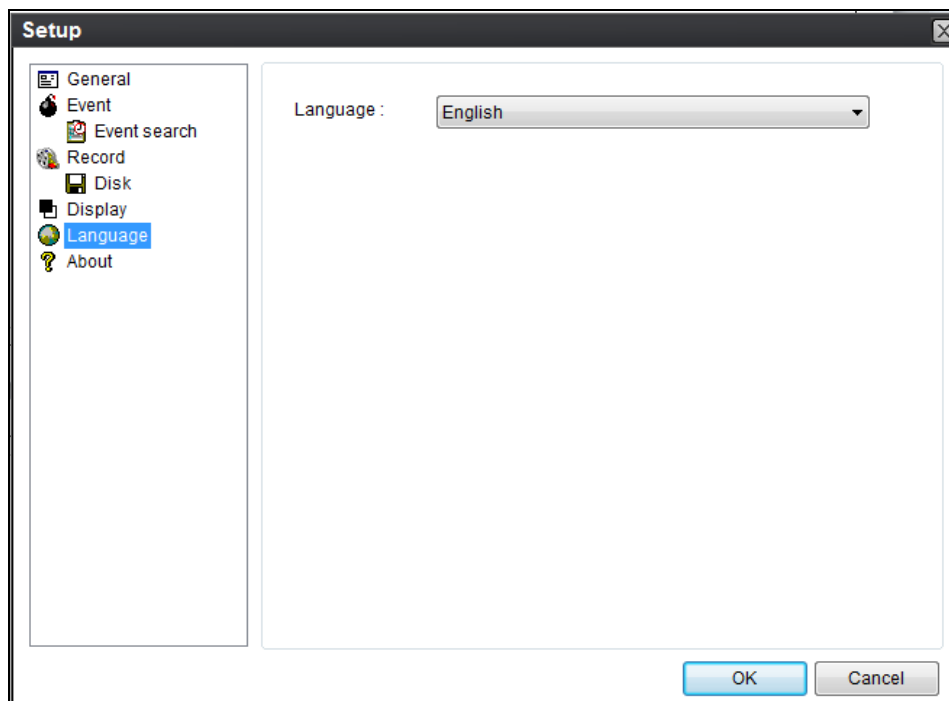 Setup
General
Event
Event search
Record
Disk
Display
Language
About
Language :
English
OK
Cancel